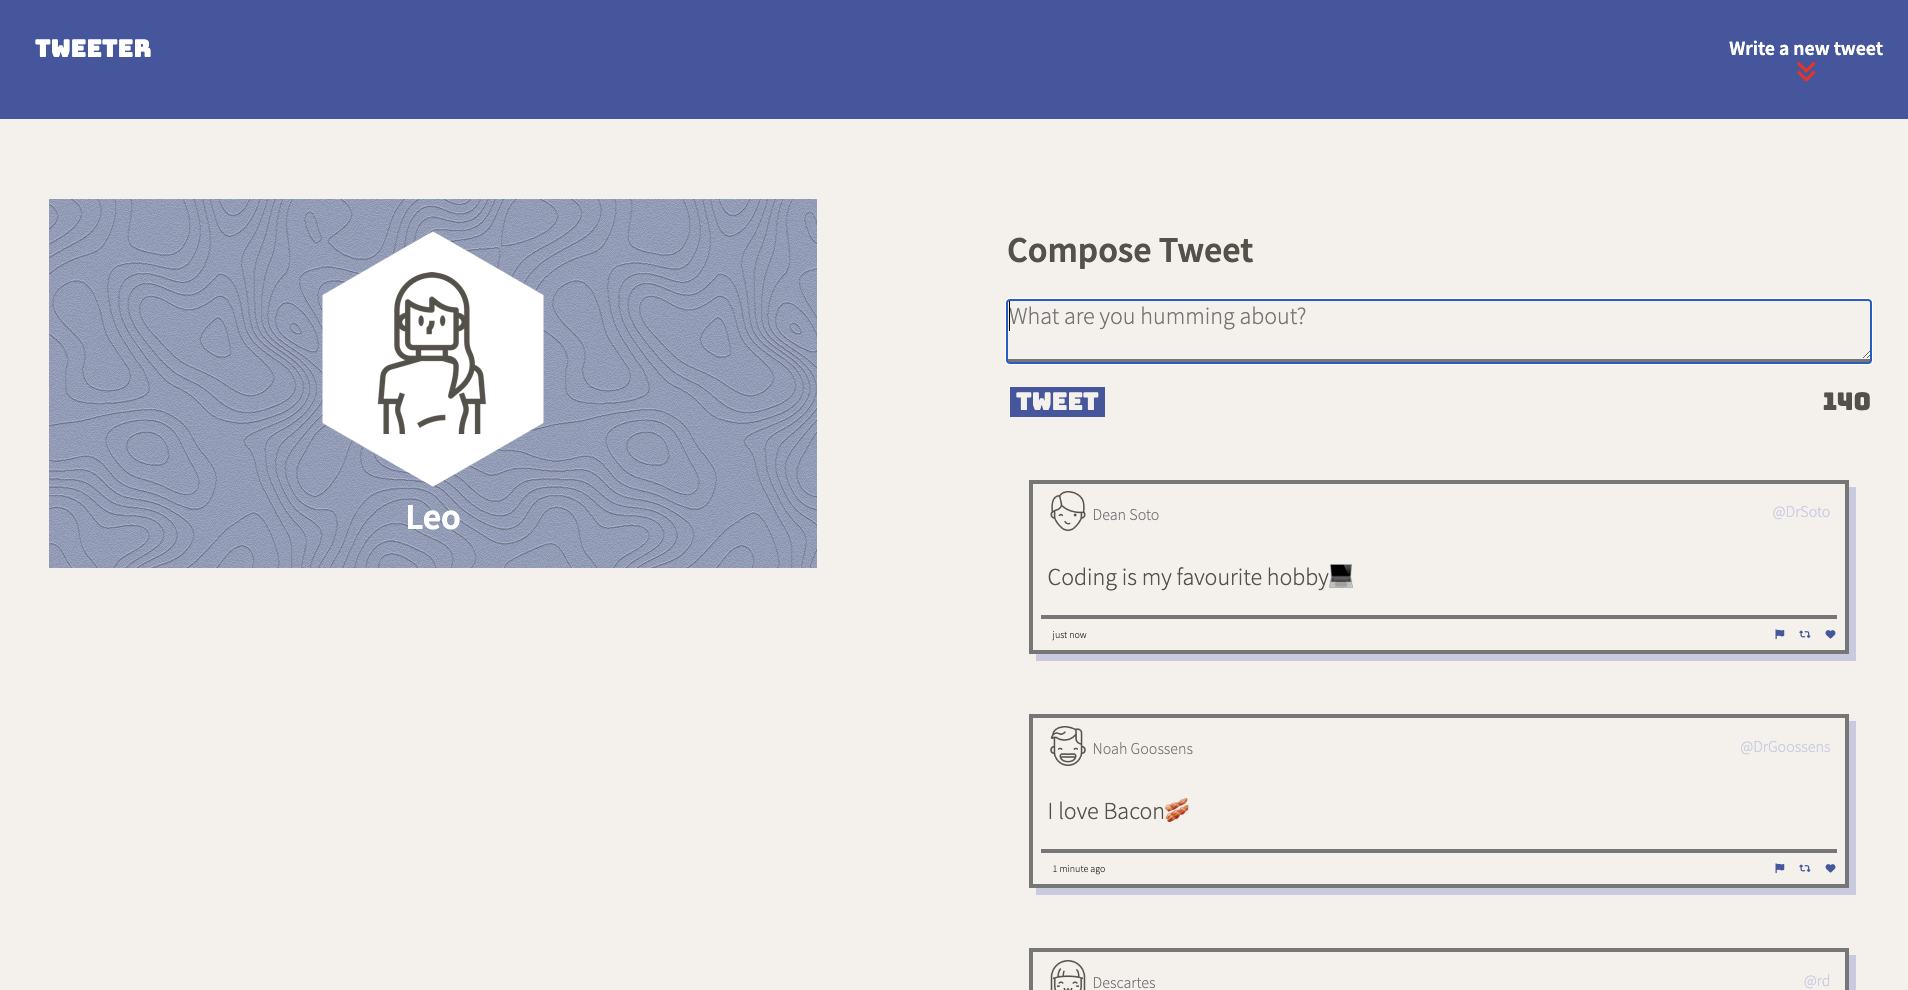 TWEETER
Write a new tweet
Leo
Compose Tweet
What are you humming about?
TWEET
140
Dean Soto
@DrSoto
Coding is my favourite hobby💻
just now
Noah Goossens
@DrGoossens
I love Bacon🥓
1 minute ago
Descartes
@rd